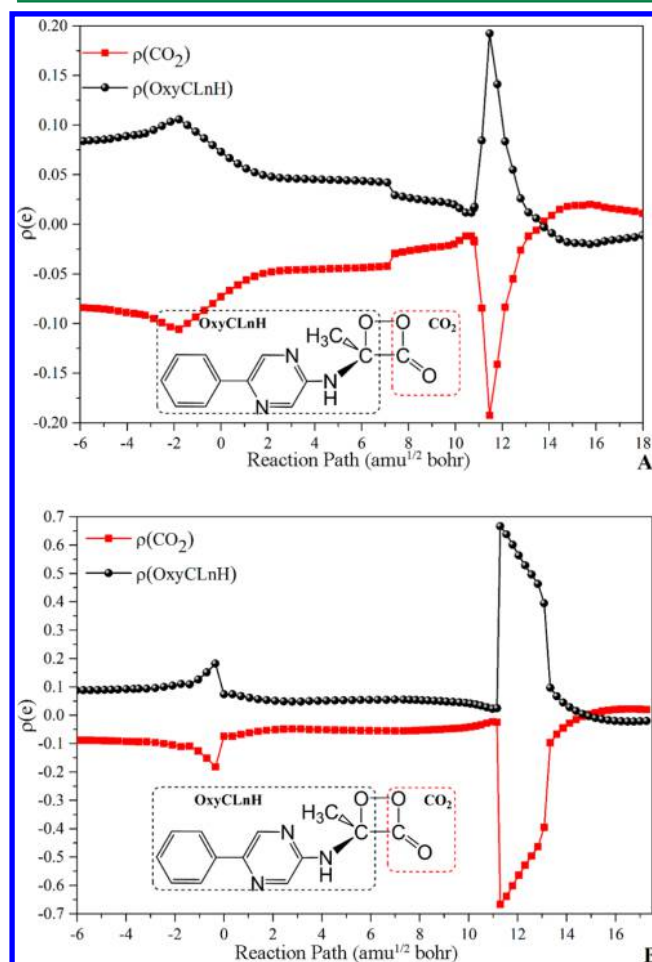 0.20
0.15
0.10
0.05
0.00
-0.05
-0.10
-0.15
-0.20
ρ(e)
ρ(CO2)
ρ(OxyCLnH)
OxyCLnH
CO2
H3C
O O
O
N
N
N
H
-6 -4 -2 0 2 4 6 8 10 12 14 16 18
Reaction Path (amu1/2 bohr)
A
0.7
0.6
0.5
0.4
0.3
0.2
0.1
0.0
-0.1
-0.2
-0.3
-0.4
-0.5
-0.6
-0.7
ρ(e)
ρ(CO2)
ρ(OxyCLnH)
OxyCLnH
CO2
H3C
O O
O
N
N
N
H
-6 -4 -2 0 2 4 6 8 10 12 14 16
Reaction Path (amu1/2 bohr)
B